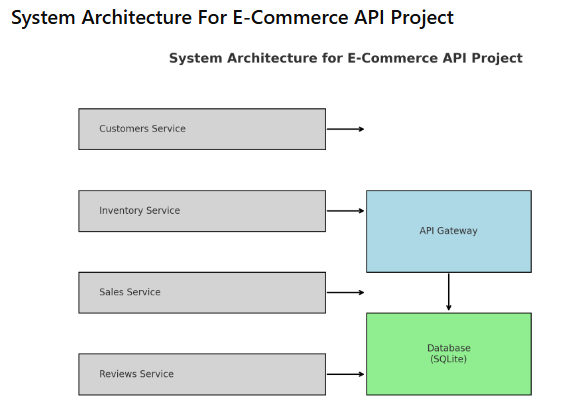 System Architecture For E-Commerce API Project
System Architecture for E-Commerce API Project
Customers Service
Inventory Service
API Gateway
Sales Service
Database
(SQLite)
Reviews Service